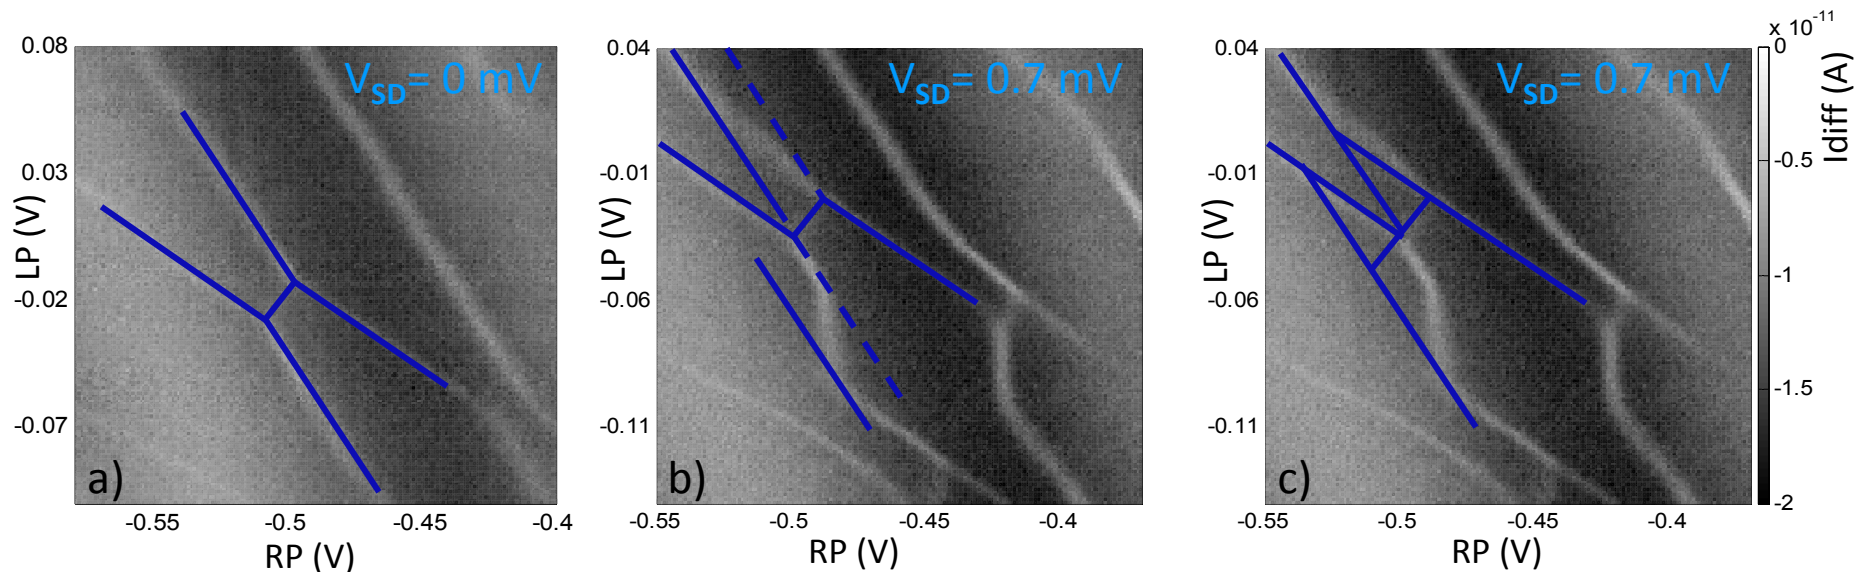 a)
V_SD= 0 mV
LP (V)
0.08
0.03
-0.02
-0.07
-0.55
-0.5
-0.45
-0.4
RP (V)
b)
V_SD= 0.7 mV
LP (V)
0.04
-0.01
-0.06
-0.11
-0.55
-0.5
-0.45
-0.4
RP (V)
c)
V_SD= 0.7 mV
LP (V)
0.04
-0.01
-0.06
-0.11
-0.55
-0.5
-0.45
-0.4
RP (V)
x 10^-11
0
-0.5
-1
-1.5
-2
Idiff (A)